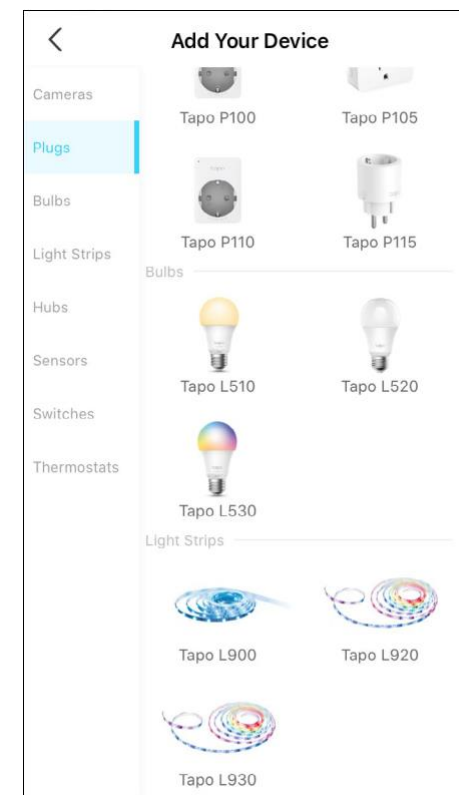 Add Your Device
Cameras
Plugs
Bulbs
Light Strips
Hubs
Sensors
Switches
Thermostats
Tapo P100 Tapo P105
Tapo P110 Tapo P115
Bulbs
Tapo L510 Tapo L520
Tapo L530
Light Strips
Tapo L900 Tapo L920
Tapo L930